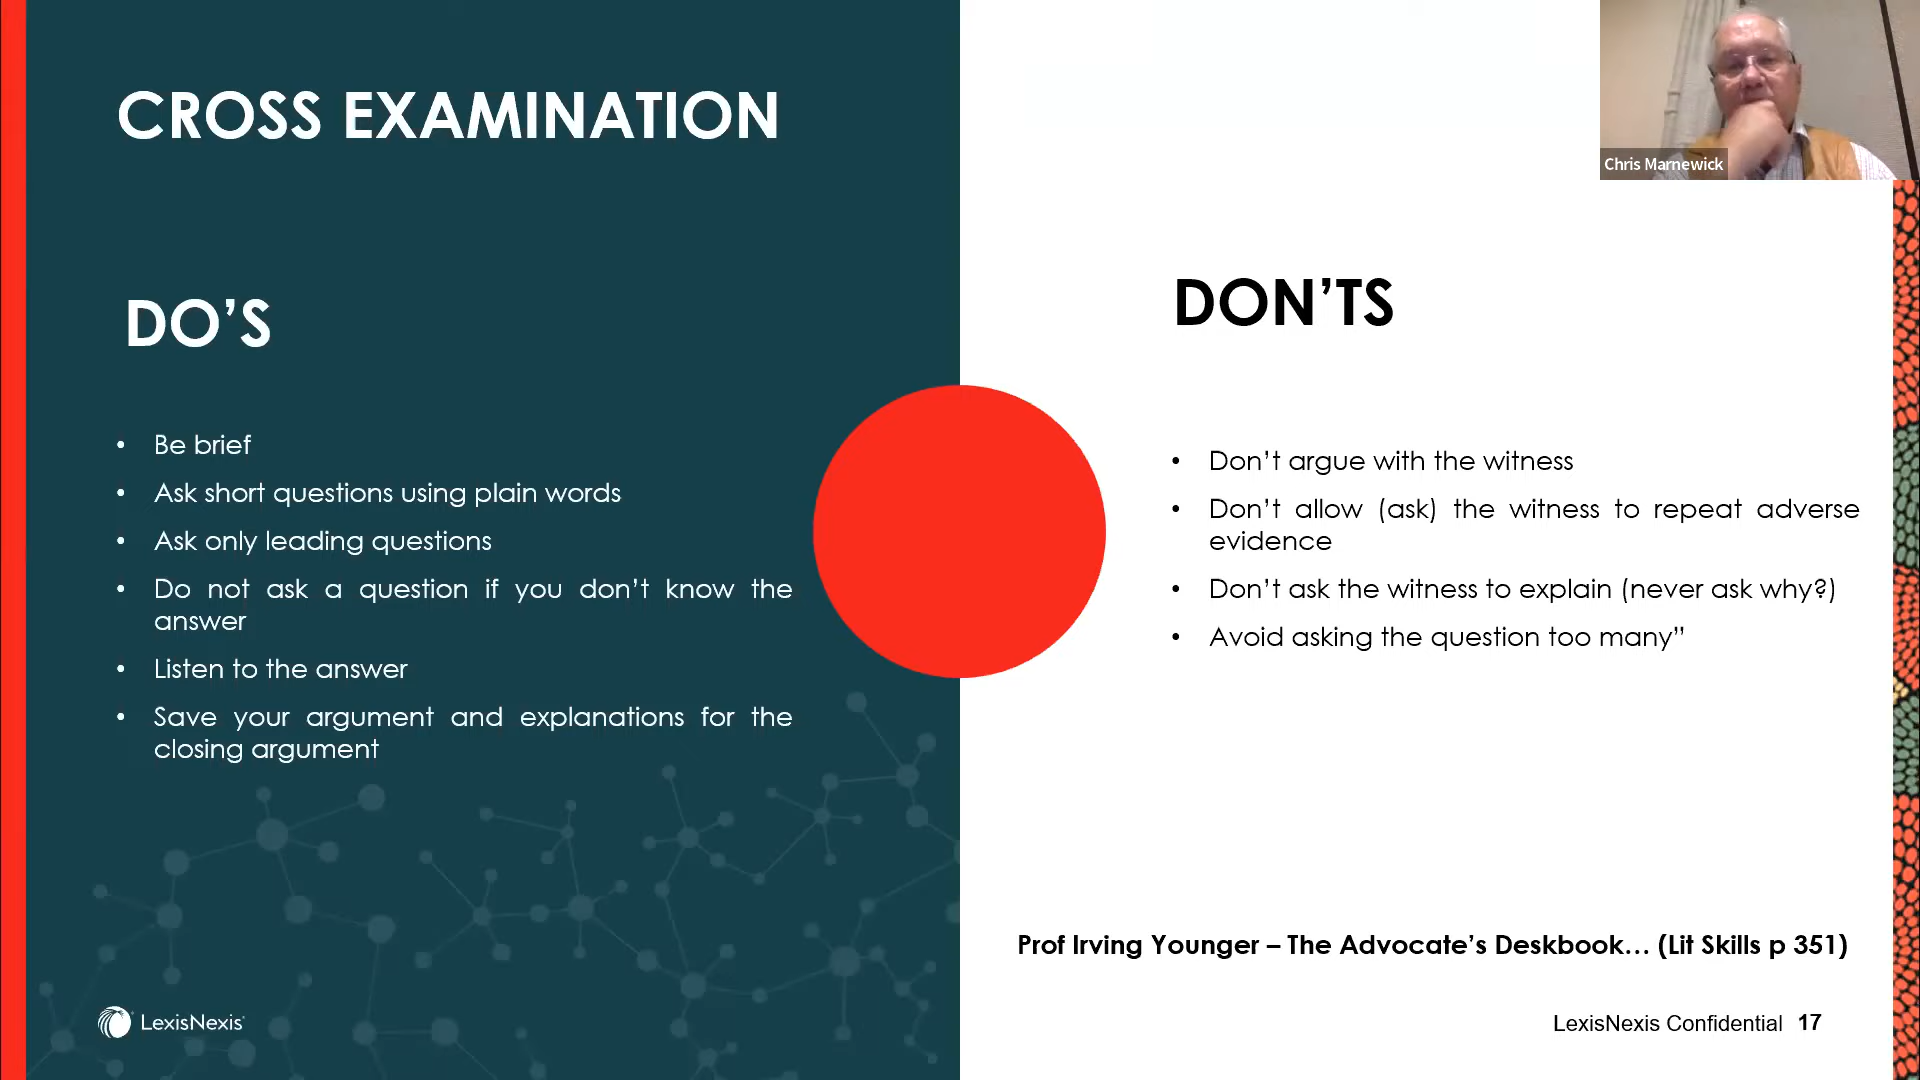 CROSS EXAMINATION
DO’S
• Be brief
• Ask short questions using plain words
• Ask only leading questions
• Do not ask a question if you don’t know the
answer
• Listen to the answer
• Save your argument and explanations for the
closing argument
LexisNexis
Chris Marnewick
DON’TS
• Don’t argue with the witness
• Don’t allow (ask) the witness to repeat adverse
evidence
• Don’t ask the witness to explain (never ask why?)
• Avoid asking the question too many”
Prof Irving Younger – The Advocate’s Deskbook… (Lit Skills p 351)
LexisNexis Confidential 17